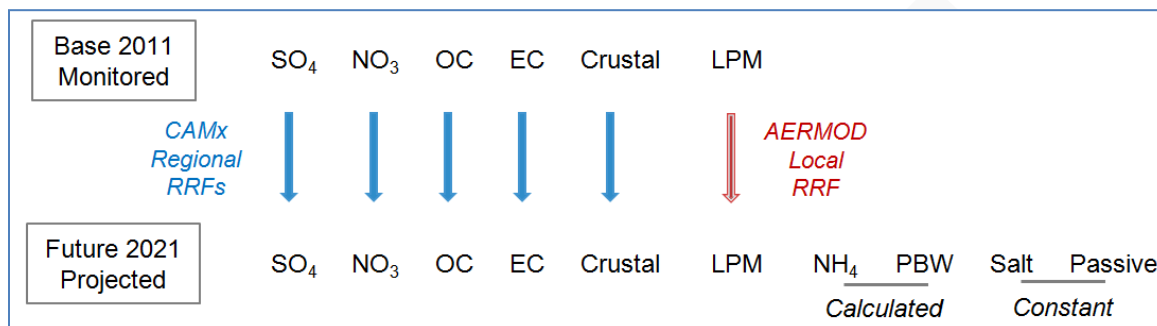 Base 2011
Monitored
SO₄ NO₃ OC EC Crustal LPM
CAMx
Regional
RRFs
AERMOD
Local
RRF
Future 2021
Projected
SO₄ NO₃ OC EC Crustal LPM NH₄ PBW Salt Passive
Calculated Constant